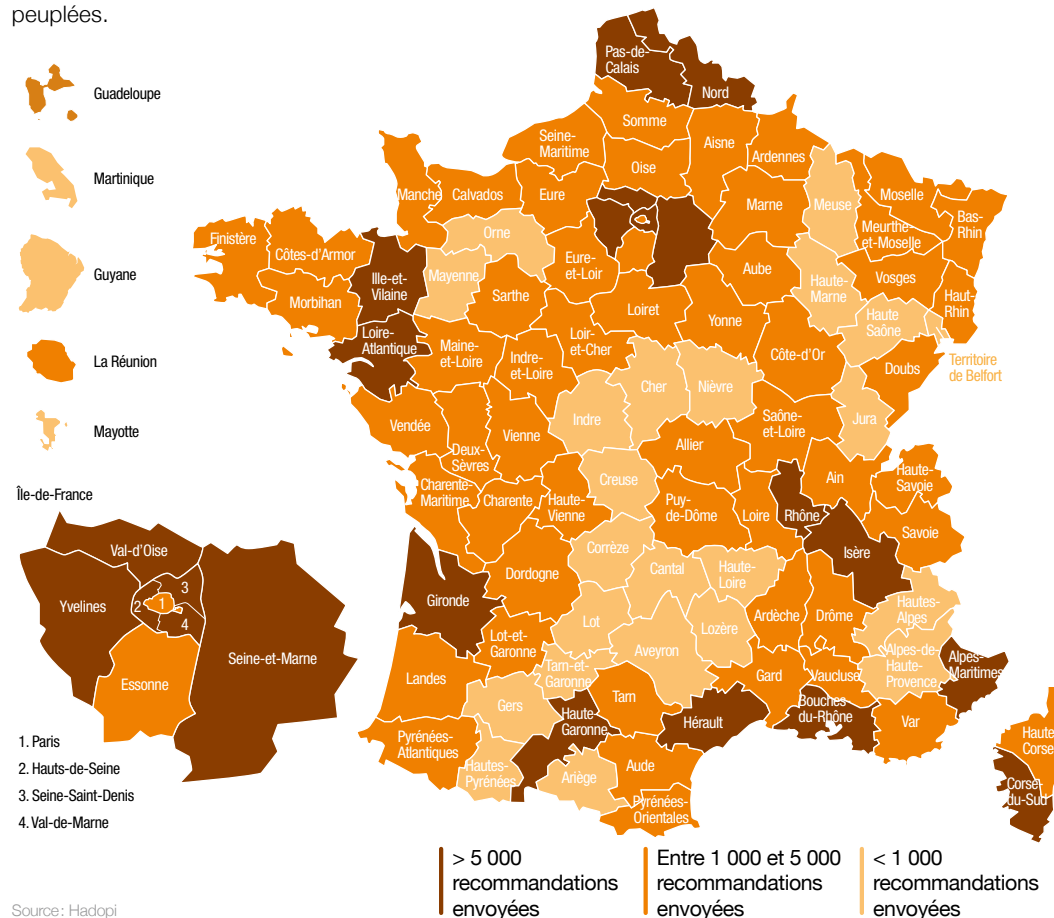 peuplées.
Guadeloupe
Martinique
Guyane
La Réunion
Mayotte
Pas-de-
Calais
Nord
Somme
Seine-
Maritime
Aisne
Ardennes
Oise
Manche
Calvados
Eure
Marne
Meuse
Moselle
Bas-
Rhin
Meurthe-
et-Moselle
Orne
Finistère
Côtes-d'Armor
Ille-et-
Vilaine
Mayenne
Eure-
et-Loir
Aube
Haute-
Marne
Vosges
Haut-
Rhin
Morbihan
Sarthe
Loiret
Yonne
Haute
Saône
Loire-
Atlantique
Maine-
et-Loire
Indre-
et-Loire
Loir-
et-Cher
Côte-d'Or
Territoire
de Belfort
Doubs
Cher
Nièvre
Vendée
Deux-
Sèvres
Vienne
Indre
Saône-
et-Loire
Jura
Allier
Charente-
Maritime
Charente
Haute-
Vienne
Creuse
Puy-
de-Dôme
Loire
Rhône
Ain
Haute-
Savoie
Savoie
Isère
Corrèze
Dordogne
Cantal
Haute-
Loire
Gironde
Lot
Lozère
Ardèche
Drôme
Hautes-
Alpes
Lot-et-
Garonne
Aveyron
Alpes-de-
Haute-
Provence
Alpes-
Maritimes
Landes
Tarn-et-
Garonne
Gard
Vaucluse
Gers
Tarn
Haute-
Garonne
Hérault
Bouches-
du-Rhône
Var
Pyrénées-
Atlantiques
Hautes-
Pyrénées
Ariège
Aude
Pyrénées-
Orientales
Haute
Corse
Corse-
du-Sud
Île-de-France
Val-d'Oise
Yvelines
3
2
1
4
Seine-et-Marne
Essonne
1. Paris
2. Hauts-de-Seine
3. Seine-Saint-Denis
4. Val-de-Marne
> 5 000
recommandations
envoyées
Entre 1 000 et 5 000
recommandations
envoyées
< 1 000
recommandations
envoyées
Source : Hadopi